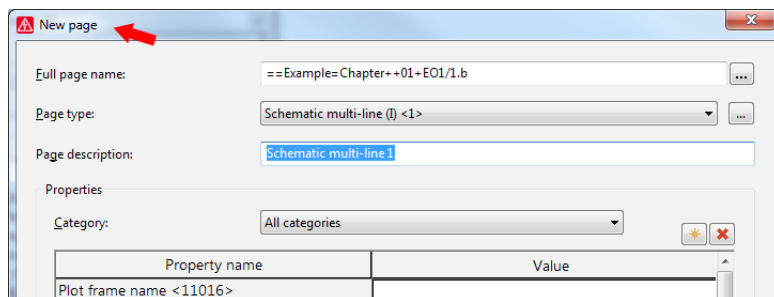 New page
Full page name:
==Example=Chapter++01+EO1/1.b
...
Page type:
Schematic multi-line (I) <1>
...
Page description:
Schematic multi-line 1
Properties
Category:
All categories
Property name
Value
Plot frame name <11016>